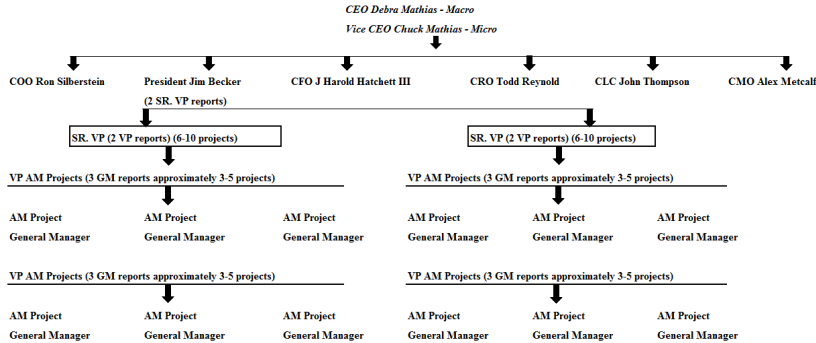 CEO Debra Mathias - Macro
Vice CEO Chuck Mathias - Micro
COO Ron Silberstein President Jim Becker CFO J Harold Hatchett III CRO Todd Reynold CLC John Thompson CMO Alex Metcalf
(2 SR. VP reports)
SR. VP (2 VP reports) (6-10 projects) SR. VP (2 VP reports) (6-10 projects)
VP AM Projects (3 GM reports approximately 3-5 projects) VP AM Projects (3 GM reports approximately 3-5 projects)
AM Project AM Project AM Project AM Project AM Project AM Project
General Manager General Manager General Manager General Manager General Manager General Manager
VP AM Projects (3 GM reports approximately 3-5 projects) VP AM Projects (3 GM reports approximately 3-5 projects)
AM Project AM Project AM Project AM Project AM Project AM Project
General Manager General Manager General Manager General Manager General Manager General Manager